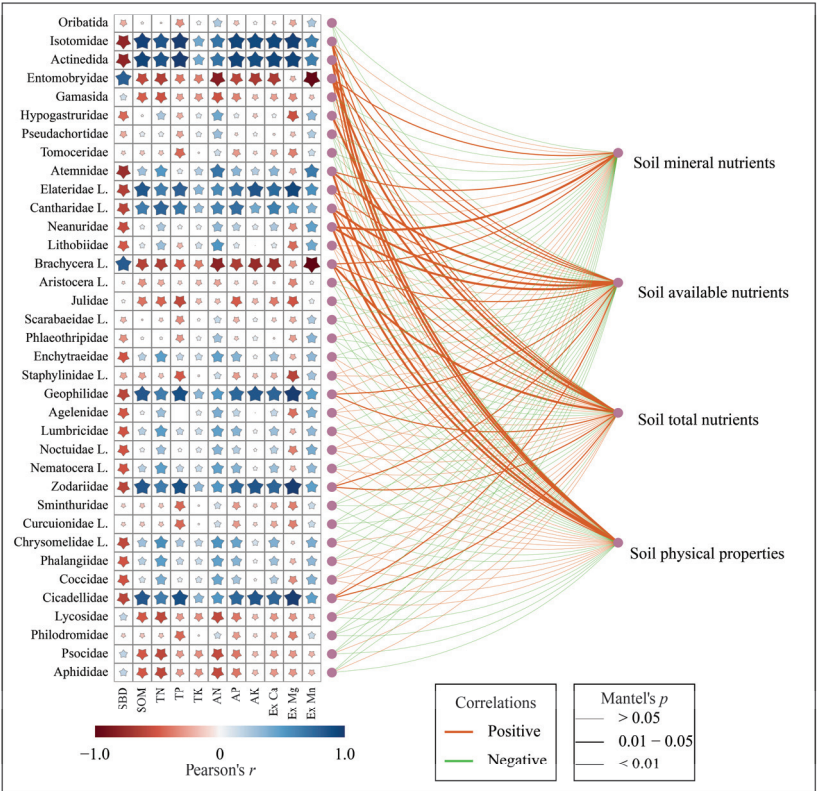 Oribatida
Isotomidae
Actinedida
Entomobryidae
Gamasida
Hypogastruridae
Pseudachortidae
Tomoceridae
Atemnidae
Elateridae L.
Cantharidae L.
Neanuridae
Lithobiidae
Brachycera L.
Aristocera L.
Julidae
Scarabaeidae L.
Phlaeothripidae
Enchytraeidae
Staphylinidae L.
Geophilidae
Agelenidae
Lumbricidae
Noctuidae L.
Nematocera L.
Zodariidae
Sminthuridae
Curcuionidae L.
Chrysomelidae L.
Phalangiidae
Coccidae
Cicadellidae
Lycosidae
Philodromidae
Psocidae
Aphididae
SBD
SOM
TN
TP
TK
AN
AP
AK
Ex Ca
Ex Mg
Ex Mn
−1.0 0 1.0
Pearson's r
Soil mineral nutrients
Soil available nutrients
Soil total nutrients
Soil physical properties
Correlations
Positive
Negative
Mantel's p
> 0.05
0.01 − 0.05
< 0.01